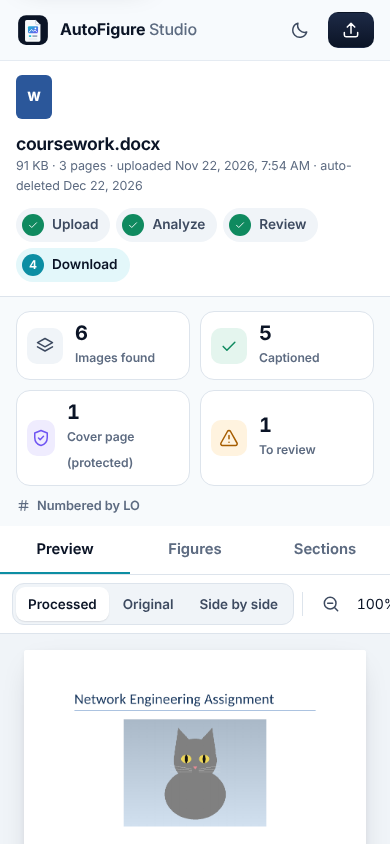 AutoFigure Studio
W
coursework.docx
91 KB · 3 pages · uploaded Nov 22, 2026, 7:54 AM · auto-
deleted Dec 22, 2026
Upload
Analyze
Review
4 Download
6
Images found
5
Captioned
1
Cover page
(protected)
1
To review
# Numbered by LO
Preview
Figures
Sections
Processed
Original
Side by side
100%
Network Engineering Assignment